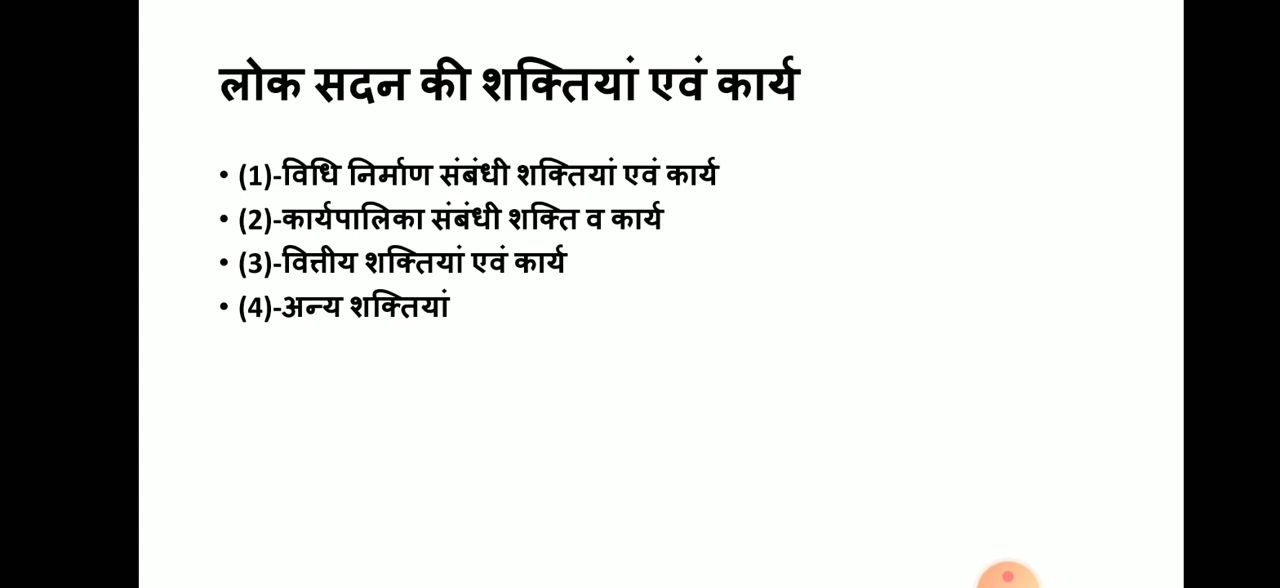 लोक सदन की शक्तियां एवं कार्य
• (1)-विधि निर्माण संबंधी शक्तियां एवं कार्य
• (2)-कार्यपालिका संबंधी शक्ति व कार्य
• (3)-वित्तीय शक्तियां एवं कार्य
• (4)-अन्य शक्तियां